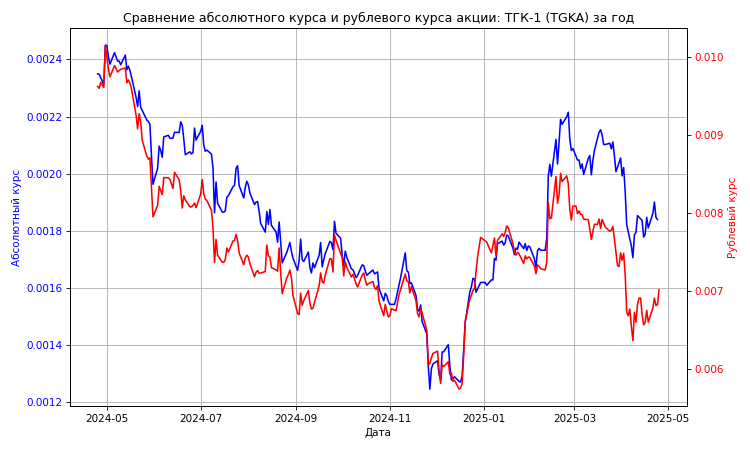 Сравнение абсолютного курса и рублевого курса акции: ТГК-1 (TGKA) за год
0.0024
0.0022
0.0020
0.0018
0.0016
0.0014
0.0012
Абсолютный курс
0.010
0.009
0.008
0.007
0.006
Рублевый курс
2024-05 2024-07 2024-09 2024-11 2025-01 2025-03 2025-05
Дата